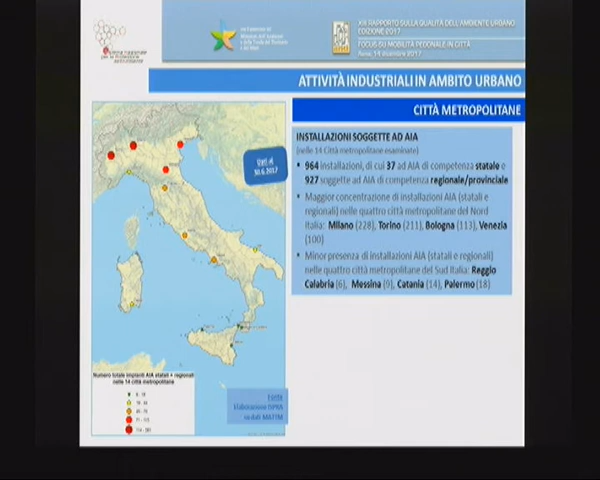 XIII RAPPORTO SULLA QUALITÀ DELL'AMBIENTE URBANO
EDIZIONE 2017
FOCUS SU MOBILITÀ PEDONALE IN CITTÀ
Roma, 14 dicembre 2017
ATTIVITÀ INDUSTRIALI IN AMBITO URBANO
CITTÀ METROPOLITANE
Dati al
30.6.2017
INSTALLAZIONI SOGGETTE AD AIA
(nelle 14 Città metropolitane esaminate)
• 964 installazioni, di cui 37 ad AIA di competenza statale e
927 soggette ad AIA di competenza regionale/provinciale
• Maggior concentrazione di installazioni AIA (statali e
regionali) nelle quattro città metropolitane del Nord
Italia: Milano (228), Torino (211), Bologna (113), Venezia
(100)
• Minor presenza di installazioni AIA (statali e regionali)
nelle quattro città metropolitane del Sud Italia: Reggio
Calabria (6), Messina (9), Catania (14), Palermo (18)
Numero totale impianti AIA statali + regionali
nelle 14 città metropolitane
Elaborazione ISPRA
su dati MATTM